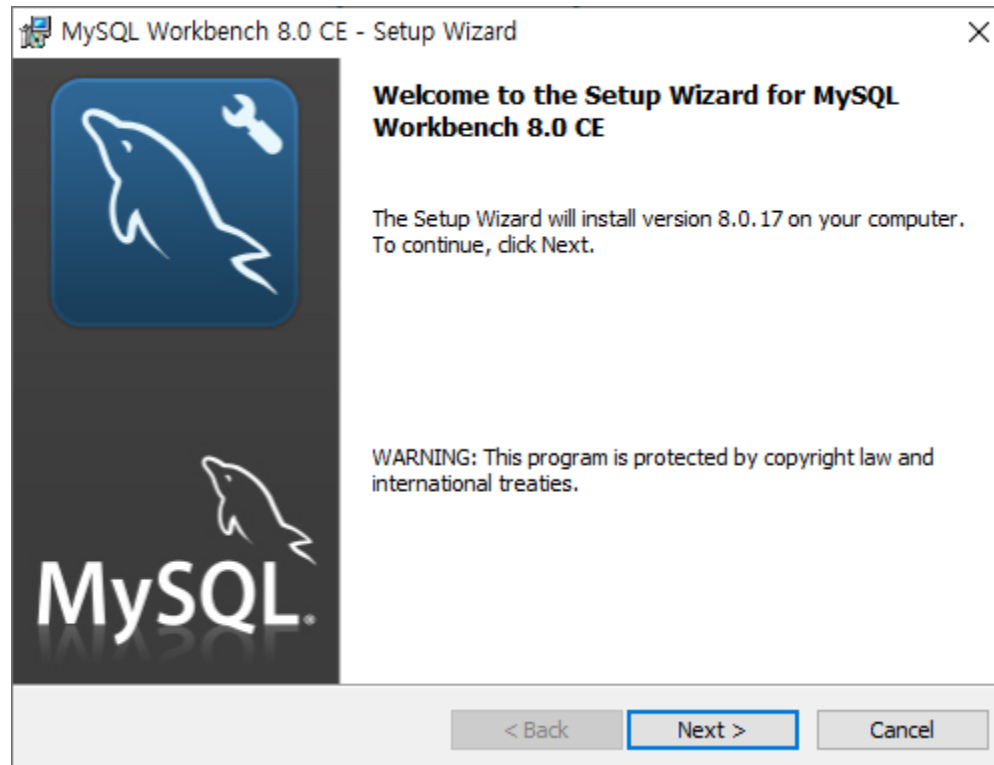 MySQL Workbench 8.0 CE - Setup Wizard
Welcome to the Setup Wizard for MySQL
Workbench 8.0 CE
The Setup Wizard will install version 8.0.17 on your computer.
To continue, click Next.
WARNING: This program is protected by copyright law and
international treaties.
MySQL®
< Back
Next >
Cancel